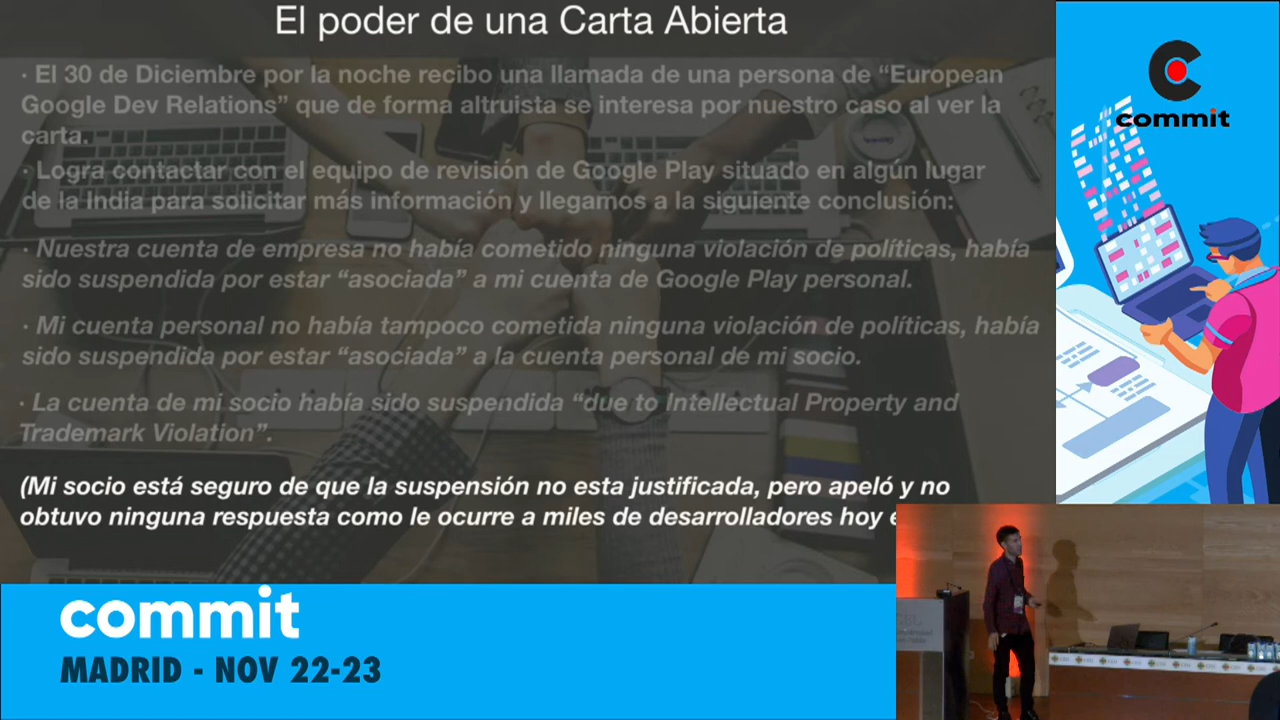 El poder de una Carta Abierta
· El 30 de Diciembre por la noche recibo una llamada de una persona de “European
Google Dev Relations” que de forma altruista se interesa por nuestro caso al ver la
carta.
· Logra contactar con el equipo de revisión de Google Play situado en algún lugar
de la India para solicitar más información y llegamos a la siguiente conclusión:
· Nuestra cuenta de empresa no había cometido ninguna violación de políticas, había
sido suspendida por estar “asociada” a mi cuenta de Google Play personal.
· Mi cuenta personal no había tampoco cometida ninguna violación de políticas, había
sido suspendida por estar “asociada” a la cuenta personal de mi socio.
· La cuenta de mi socio había sido suspendida “due to Intellectual Property and
Trademark Violation”.
(Mi socio está seguro de que la suspensión no esta justificada, pero apeló y no
obtuvo ninguna respuesta como le ocurre a miles de desarrolladores hoy
commit
commit
MADRID - NOV 22-23